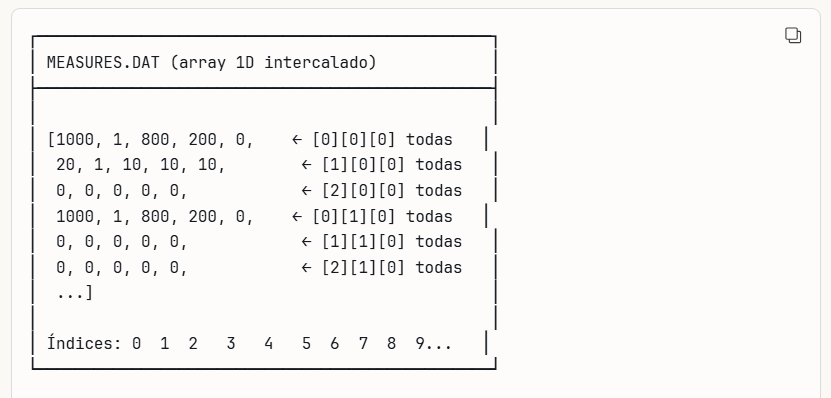 MEASURES.DAT (array 1D intercalado)
[1000, 1, 800, 200, 0,    ← [0][0][0] todas
20, 1, 10, 10, 10,        ← [1][0][0] todas
0, 0, 0, 0, 0,            ← [2][0][0] todas
1000, 1, 800, 200, 0,    ← [0][1][0] todas
0, 0, 0, 0, 0,            ← [1][1][0] todas
0, 0, 0, 0, 0,            ← [2][1][0] todas
...]
Índices: 0  1  2   3   4   5  6  7  8  9...